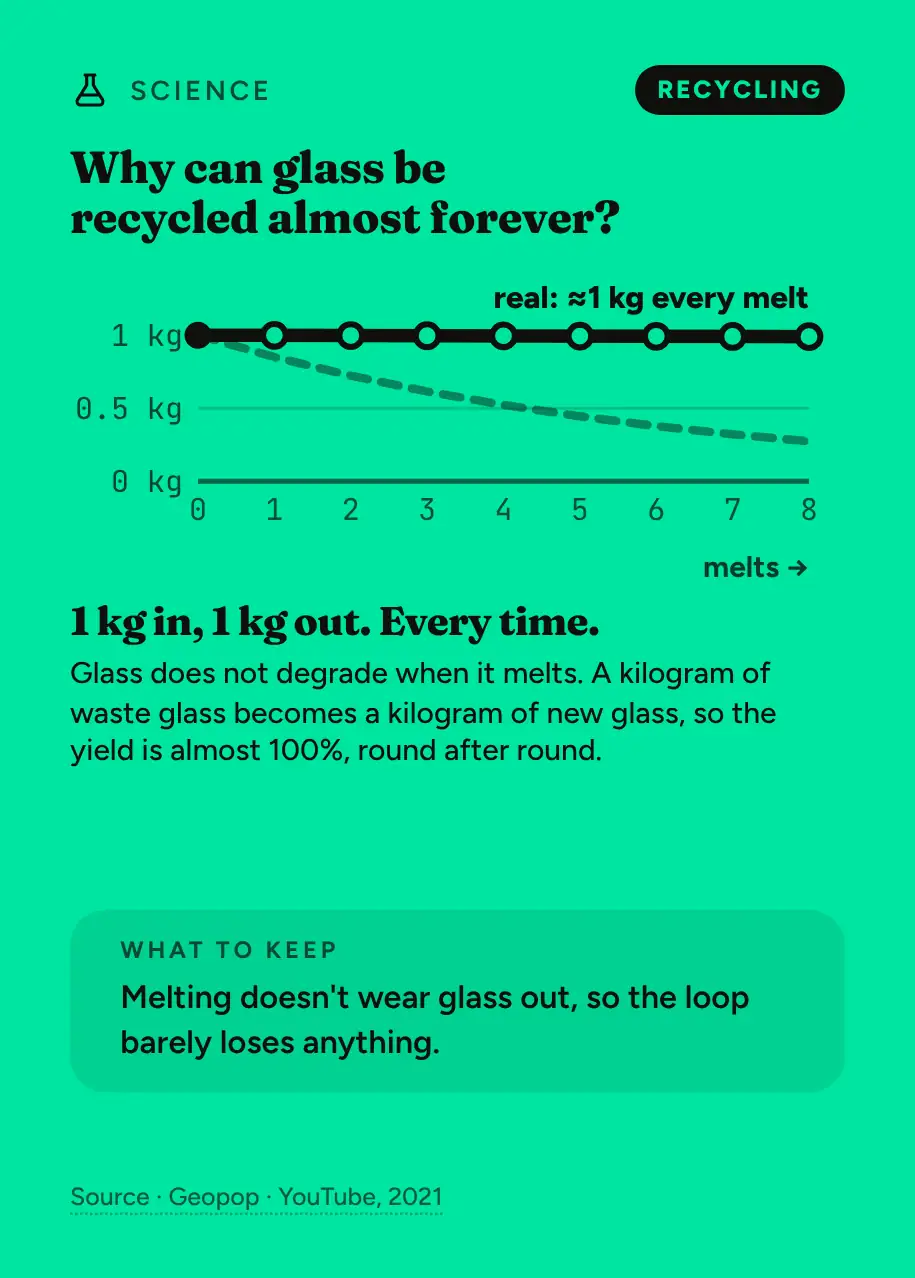 SCIENCE
RECYCLING
Why can glass be
recycled almost forever?
real: ≈1 kg every melt
1 kg
0.5 kg
0 kg
0 1 2 3 4 5 6 7 8
melts →
1 kg in, 1 kg out. Every time.
Glass does not degrade when it melts. A kilogram of
waste glass becomes a kilogram of new glass, so the
yield is almost 100%, round after round.
WHAT TO KEEP
Melting doesn't wear glass out, so the loop
barely loses anything.
Source · Geopop · YouTube, 2021